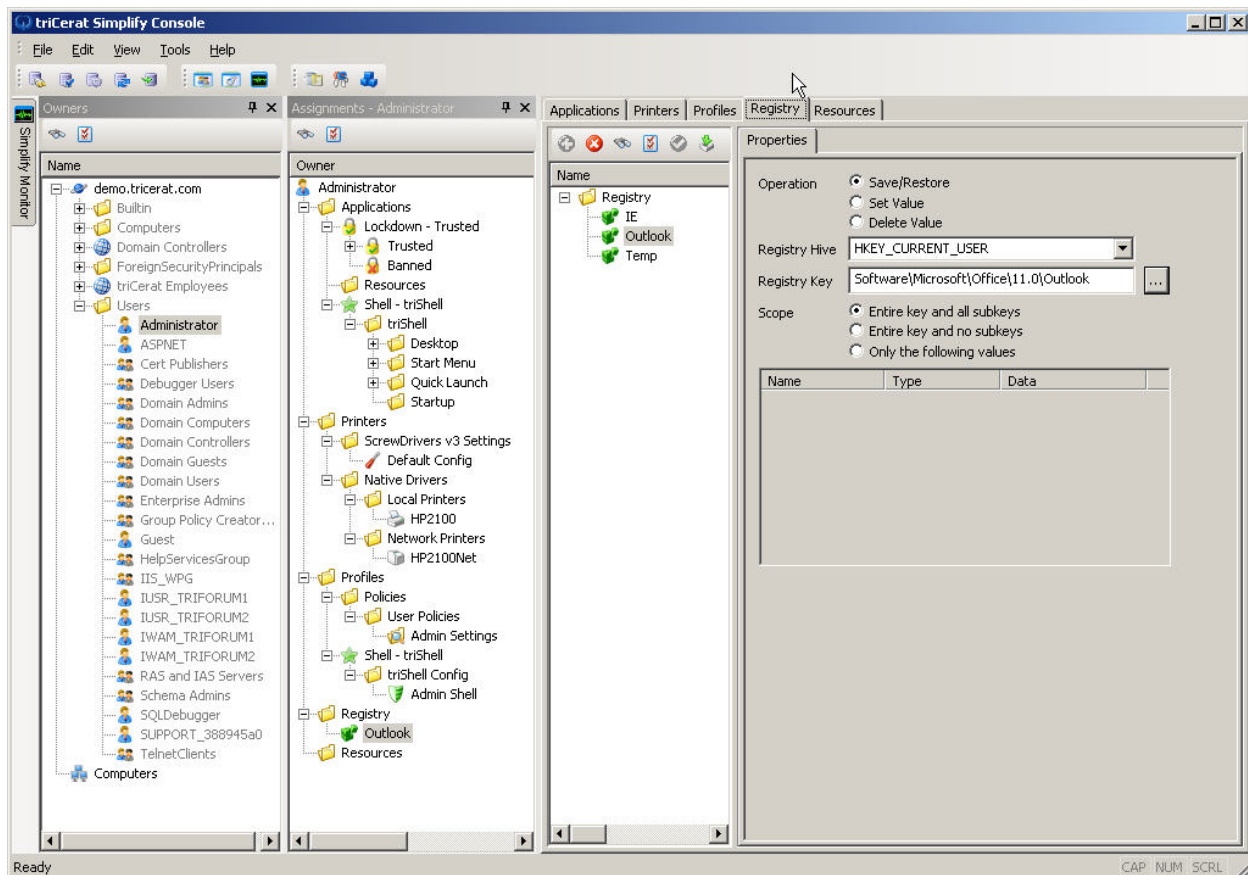 triCerat Simplify Console
File Edit View Tools Help
Simplify Monitor
Owners
Name
demo.tricerat.com
Builtin
Computers
Domain Controllers
ForeignSecurityPrincipals
triCerat Employees
Users
Administrator
ASPNET
Cert Publishers
Debugger Users
Domain Admins
Domain Computers
Domain Controllers
Domain Guests
Domain Users
Enterprise Admins
Group Policy Creator...
Guest
HelpServicesGroup
IIS_WPG
IUSR_TRIFORUM1
IUSR_TRIFORUM2
IWAM_TRIFORUM1
IWAM_TRIFORUM2
RAS and IAS Servers
Schema Admins
SQLDebugger
SUPPORT_388945a0
TelnetClients
Computers
Assignments - Administrator
Owner
Administrator
Applications
Lockdown - Trusted
Trusted
Banned
Resources
Shell - triShell
triShell
Desktop
Start Menu
Quick Launch
Startup
Printers
ScrewDrivers v3 Settings
Default Config
Native Drivers
Local Printers
HP2100
Network Printers
HP2100Net
Profiles
Policies
User Policies
Admin Settings
Shell - triShell
triShell Config
Admin Shell
Registry
Outlook
Resources
Applications Printers Profiles Registry Resources
Name
Registry
IE
Outlook
Temp
Properties
Operation Save/Restore
Set Value
Delete Value
Registry Hive HKEY_CURRENT_USER
Registry Key Software\Microsoft\Office\11.0\Outlook ...
Scope Entire key and all subkeys
Entire key and no subkeys
Only the following values
Name Type Data
Ready CAP NUM SCRL